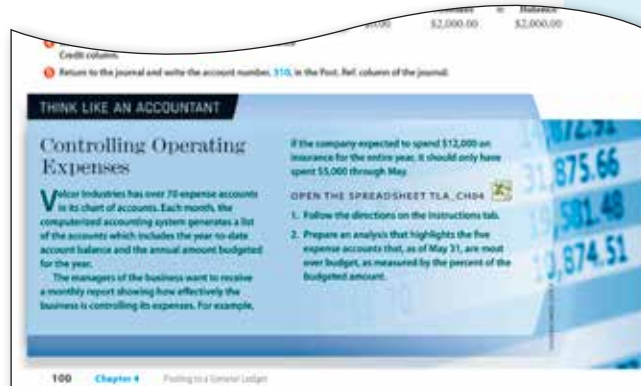 in Balance
$0.00 $2,000.00 $2,000.00
Credit column.
Return to the journal and write the account number, 510, in the Post. Ref. column of the journal.
THINK LIKE AN ACCOUNTANT
Controlling Operating
Expenses
Velcor Industries has over 70 expense accounts
in its chart of accounts. Each month, the
computerized accounting system generates a list
of the accounts which includes the year-to-date
account balance and the annual amount budgeted
for the year.
The managers of the business want to receive
a monthly report showing how effectively the
business is controlling its expenses. For example,
if the company expected to spend $12,000 on
insurance for the entire year, it should only have
spent $5,000 through May.
OPEN THE SPREADSHEET TLA_CH04
1. Follow the directions on the Instructions tab.
2. Prepare an analysis that highlights the five
expense accounts that, as of May 31, are most
over budget, as measured by the percent of the
budgeted amount.
31,875.66
19,581.48
874.51
100 Chapter 4 Posting to a General Ledger